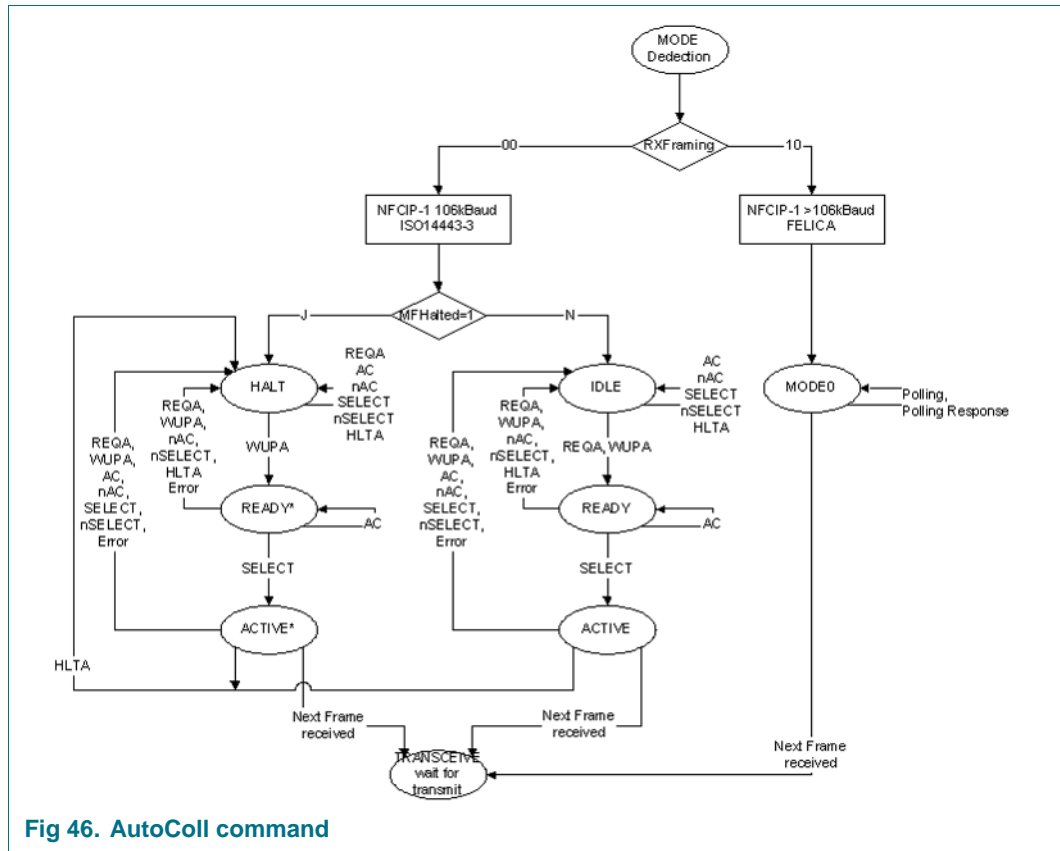 MODE
Dedection
RXFraming
00
10
NFCIP-1 106kBaud
ISO14443-3
NFCIP-1 >106kBaud
FELICA
MFHalted=1
J
N
HALT
REQA
AC
nAC
SELECT
nSELECT
HLTA
IDLE
AC
nAC
SELECT
nSELECT
HLTA
MODE0
Polling,
Polling Response
REQA,
WUPA,
AC,
nAC,
SELECT,
nSELECT,
Error
REQA,
WUPA,
nAC,
nSELECT,
HLTA
Error
WUPA
REQA,
WUPA,
AC,
nAC,
SELECT,
nSELECT,
Error
REQA,
WUPA,
nAC,
nSELECT,
HLTA
Error
REQA, WUPA
READY*
AC
READY
AC
SELECT
SELECT
ACTIVE*
ACTIVE
HLTA
Next Frame
received
Next Frame
received
Next Frame
received
TRANSCEIVE
wait for
transmit
Fig 46. AutoColl command